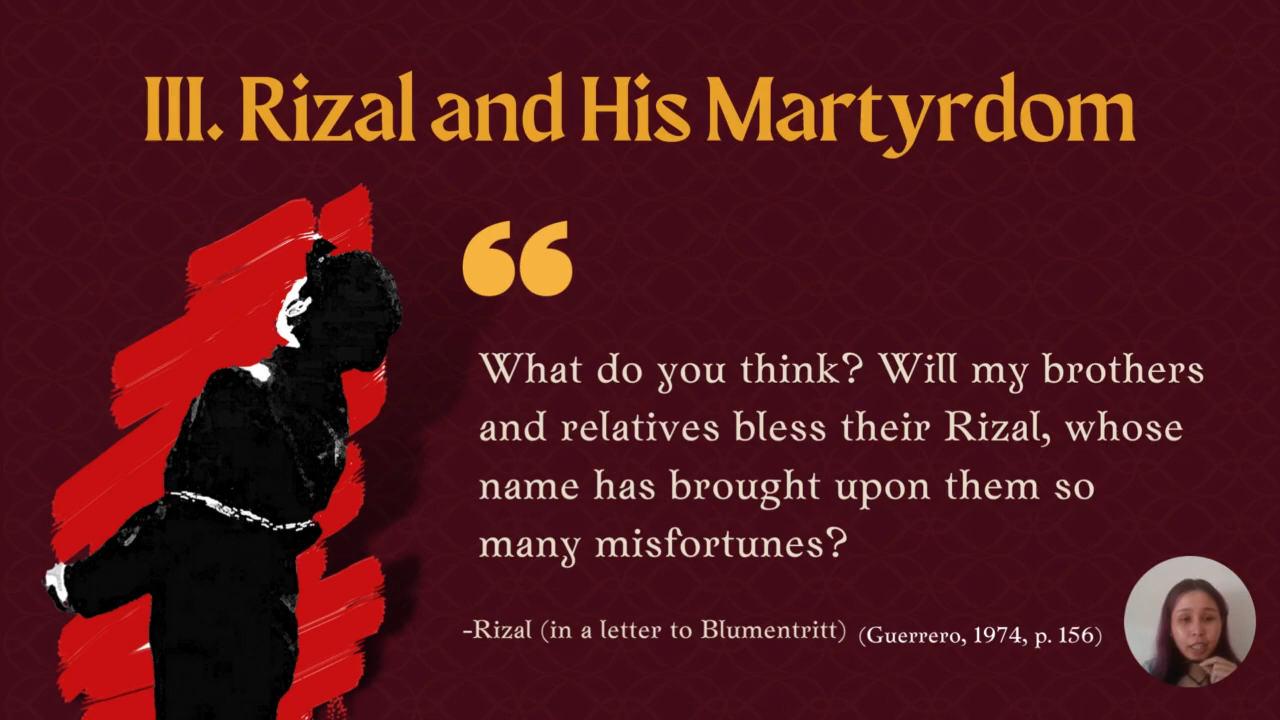 III. Rizal and His Martyrdom
“
What do you think? Will my brothers
and relatives bless their Rizal, whose
name has brought upon them so
many misfortunes?
-Rizal (in a letter to Blumentritt) (Guerrero, 1974, p. 156)